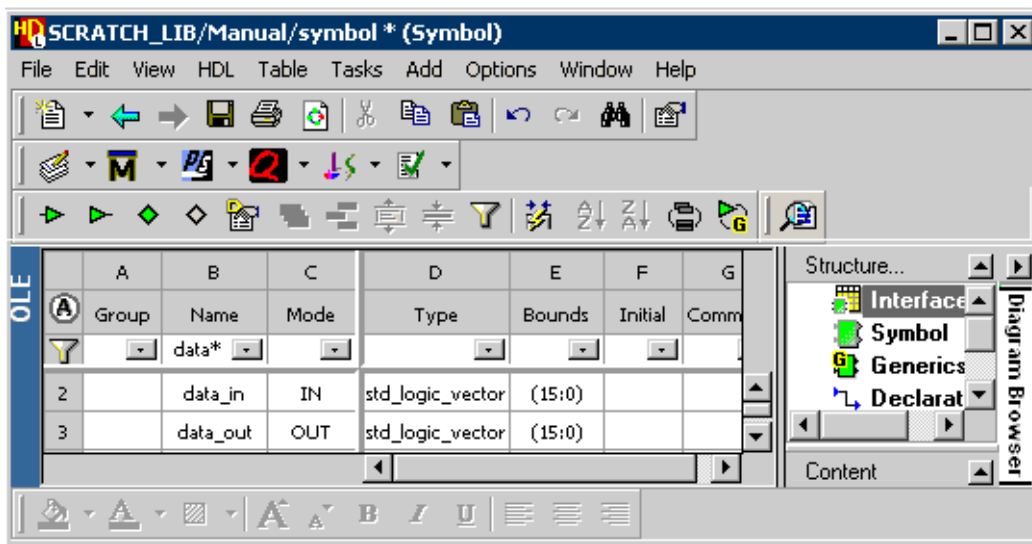 SCRATCH_LIB/Manual/symbol * (Symbol)
File Edit View HDL Table Tasks Add Options Window Help
A B C D E F G
Group Name Mode Type Bounds Initial Comm
data*
2 data_in IN std_logic_vector (15:0)
3 data_out OUT std_logic_vector (15:0)
Structure...
Interface
Symbol
Generics
Declarat
Content
Diagram Browser
B I U